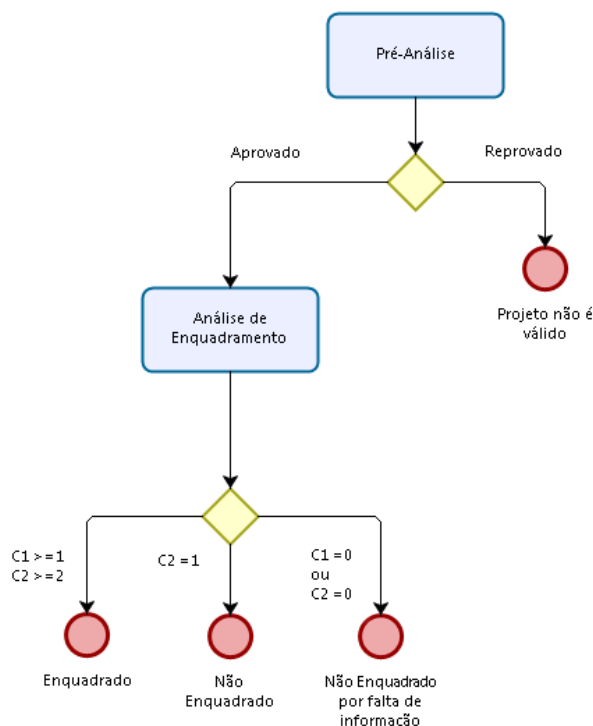 Pré-Análise
Aprovado
Reprovado
Análise de
Enquadramento
Projeto não é
válido
C1 >=1
C2 >=2
C2 =1
C1 =0
ou
C2 =0
Enquadrado
Não
Enquadrado
Não Enquadrado
por falta de
informação